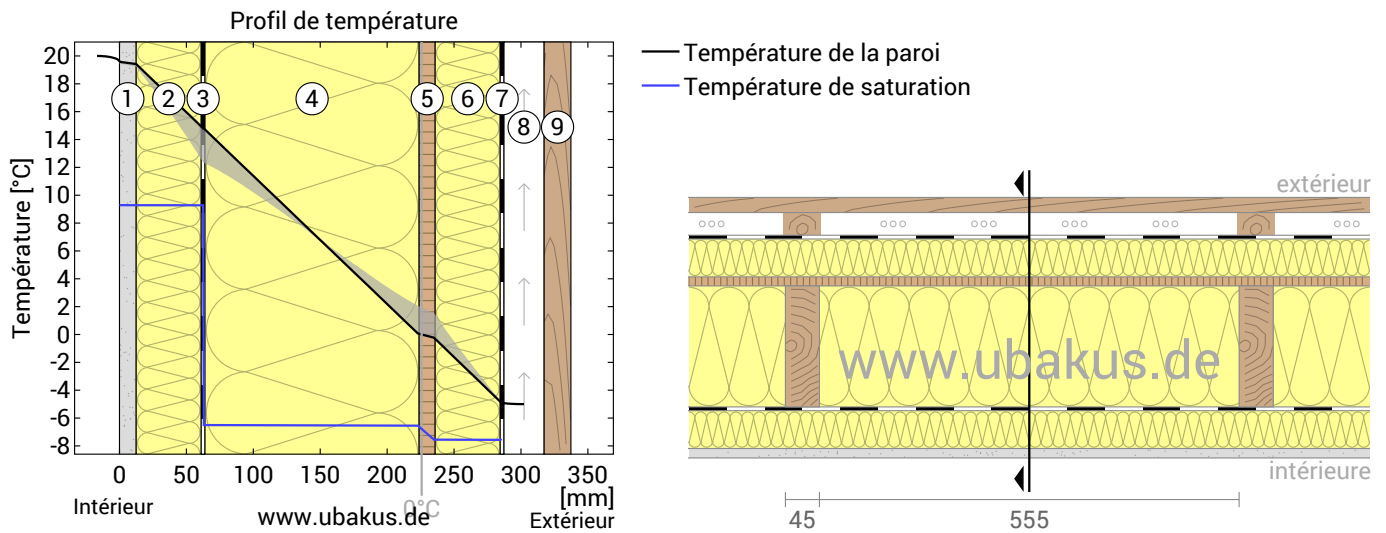 Profil de température
Température [°C]
20
18
16
14
12
10
8
6
4
2
0
-2
-4
-6
-8
1
2
3
4
5
6
7
8
9
0 50 100 150 200 250 300 350
[mm]
0°C
Intérieur
www.ubakus.de
Extérieur
Température de la paroi
Température de saturation
extérieur
www.ubakus.de
intérieure
45 555